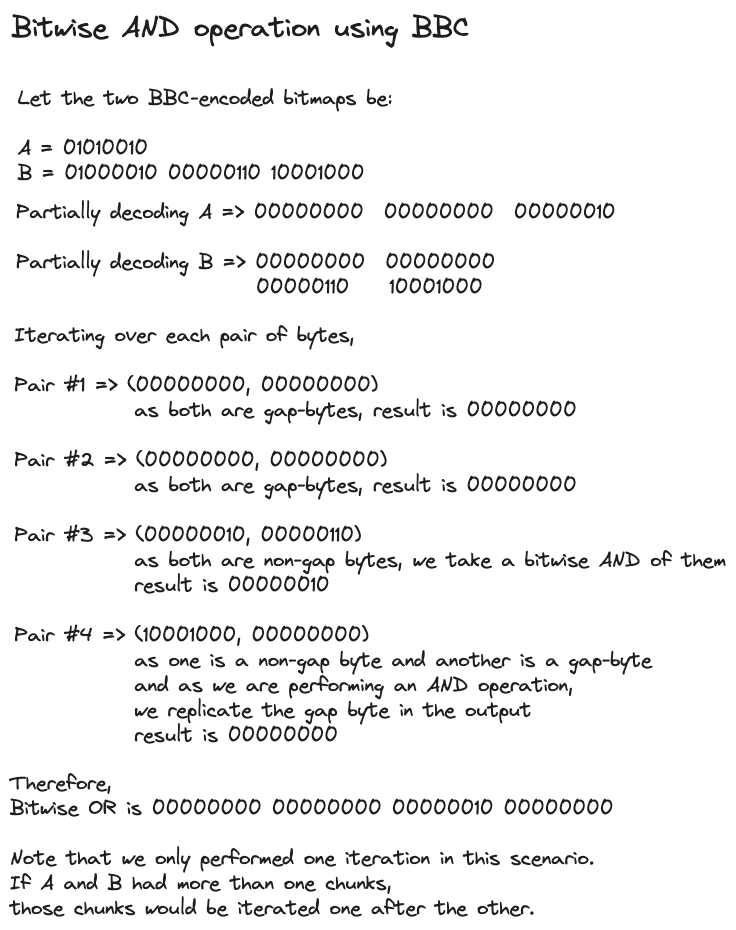 Bitwise AND operation using BBC
Let the two BBC-encoded bitmaps be:
A = 01010010
B = 01000010 00000110 10001000
Partially decoding A => 00000000 00000000 00000010
Partially decoding B => 00000000 00000000
00000110 10001000
Iterating over each pair of bytes,
Pair #1 => (00000000, 00000000)
as both are gap-bytes, result is 00000000
Pair #2 => (00000000, 00000000)
as both are gap-bytes, result is 00000000
Pair #3 => (00000010, 00000110)
as both are non-gap bytes, we take a bitwise AND of them
result is 00000010
Pair #4 => (10001000, 00000000)
as one is a non-gap byte and another is a gap-byte
and as we are performing an AND operation,
we replicate the gap byte in the output
result is 00000000
Therefore,
Bitwise OR is 00000000 00000000 00000010 00000000
Note that we only performed one iteration in this scenario.
If A and B had more than one chunks,
those chunks would be iterated one after the other.